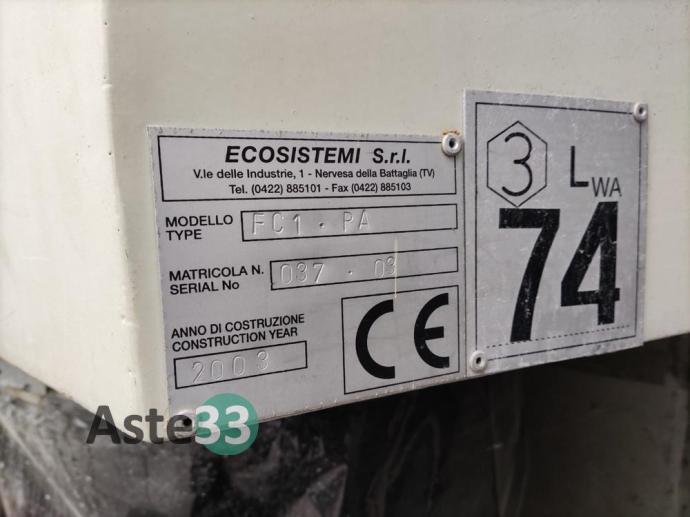 ECOSISTEMI S.r.l.
V.le delle Industrie, 1 - Nervesa della Battaglia (TV)
Tel. (0422) 885101 - Fax (0422) 885103
MODELLO
TYPE
FC1 · PA
MATRICOLA N.
SERIAL No
037 · 03
ANNO DI COSTRUZIONE
CONSTRUCTION YEAR
2003
CE
3
LWA
74
Aste33